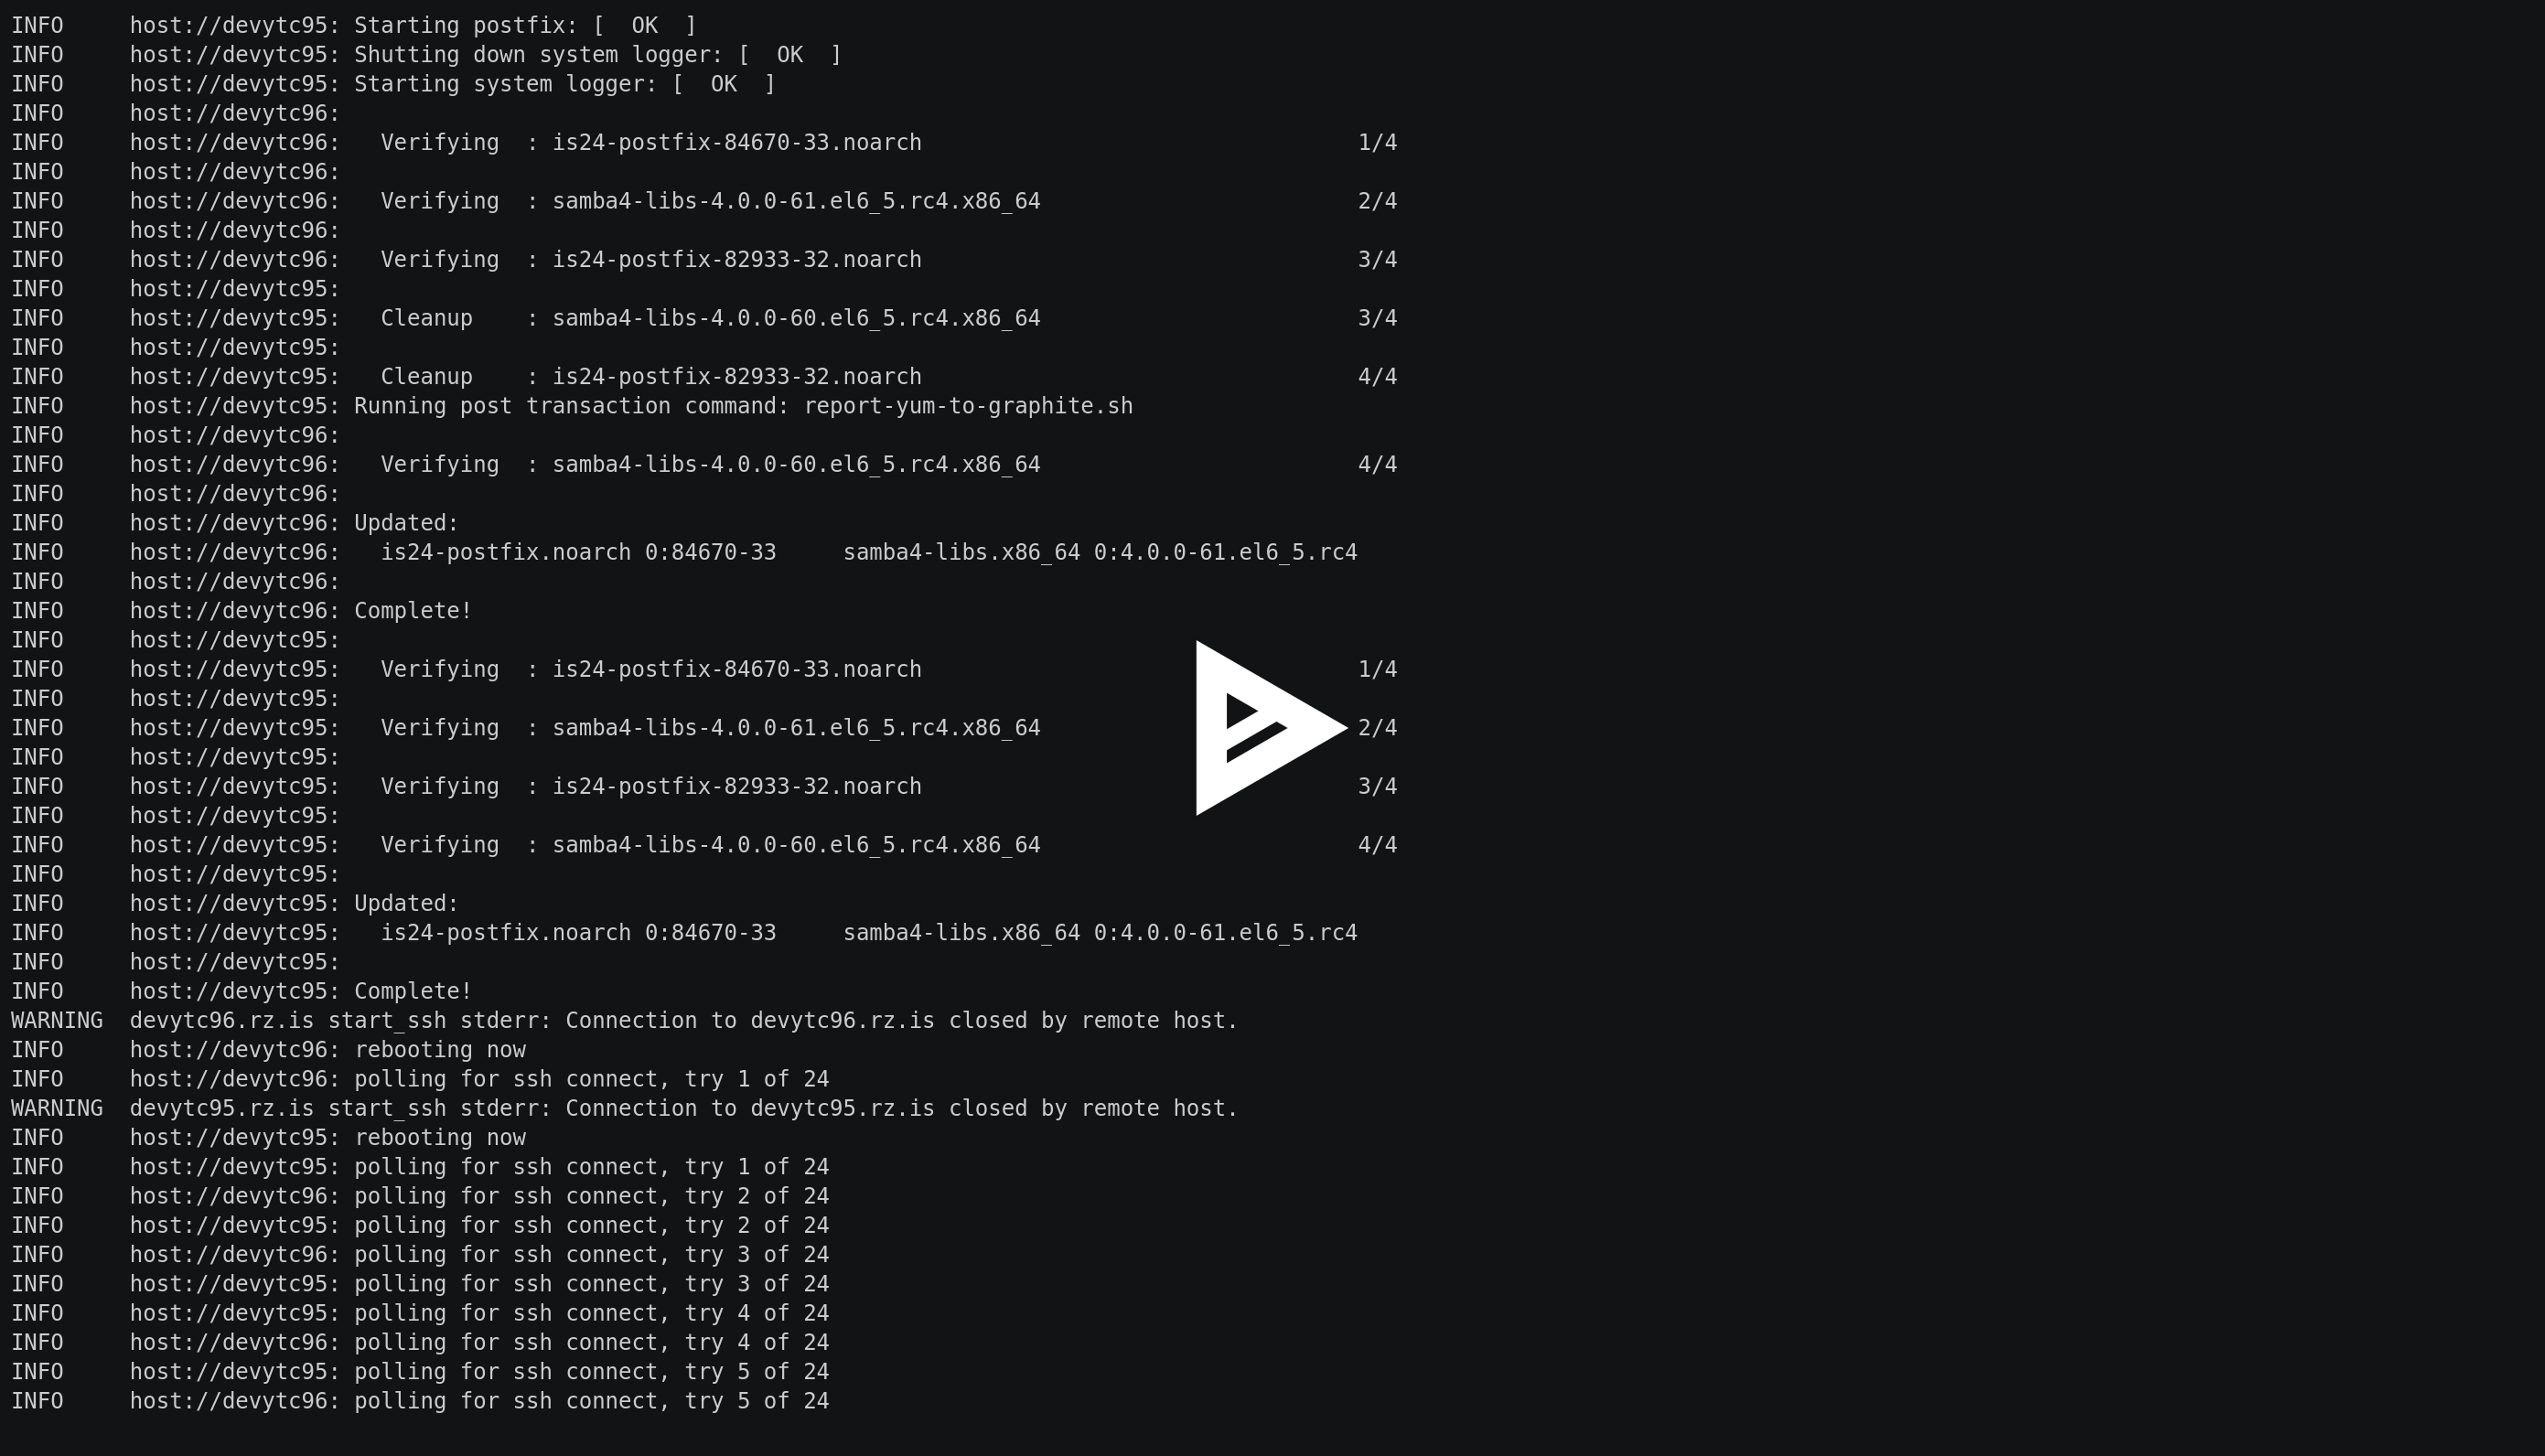 INFO     host://devytc95: Starting postfix: [  OK  ]
INFO     host://devytc95: Shutting down system logger: [  OK  ]
INFO     host://devytc95: Starting system logger: [  OK  ]
INFO     host://devytc96:
INFO     host://devytc96:   Verifying  : is24-postfix-84670-33.noarch                                 1/4
INFO     host://devytc96:
INFO     host://devytc96:   Verifying  : samba4-libs-4.0.0-61.el6_5.rc4.x86_64                        2/4
INFO     host://devytc96:
INFO     host://devytc96:   Verifying  : is24-postfix-82933-32.noarch                                 3/4
INFO     host://devytc95:
INFO     host://devytc95:   Cleanup    : samba4-libs-4.0.0-60.el6_5.rc4.x86_64                        3/4
INFO     host://devytc95:
INFO     host://devytc95:   Cleanup    : is24-postfix-82933-32.noarch                                 4/4
INFO     host://devytc95: Running post transaction command: report-yum-to-graphite.sh
INFO     host://devytc96:
INFO     host://devytc96:   Verifying  : samba4-libs-4.0.0-60.el6_5.rc4.x86_64                        4/4
INFO     host://devytc96:
INFO     host://devytc96: Updated:
INFO     host://devytc96:   is24-postfix.noarch 0:84670-33     samba4-libs.x86_64 0:4.0.0-61.el6_5.rc4
INFO     host://devytc96:
INFO     host://devytc96: Complete!
INFO     host://devytc95:
INFO     host://devytc95:   Verifying  : is24-postfix-84670-33.noarch                                 1/4
INFO     host://devytc95:
INFO     host://devytc95:   Verifying  : samba4-libs-4.0.0-61.el6_5.rc4.x86_64                        2/4
INFO     host://devytc95:
INFO     host://devytc95:   Verifying  : is24-postfix-82933-32.noarch                                 3/4
INFO     host://devytc95:
INFO     host://devytc95:   Verifying  : samba4-libs-4.0.0-60.el6_5.rc4.x86_64                        4/4
INFO     host://devytc95:
INFO     host://devytc95: Updated:
INFO     host://devytc95:   is24-postfix.noarch 0:84670-33     samba4-libs.x86_64 0:4.0.0-61.el6_5.rc4
INFO     host://devytc95:
INFO     host://devytc95: Complete!
WARNING  devytc96.rz.is start_ssh stderr: Connection to devytc96.rz.is closed by remote host.
INFO     host://devytc96: rebooting now
INFO     host://devytc96: polling for ssh connect, try 1 of 24
WARNING  devytc95.rz.is start_ssh stderr: Connection to devytc95.rz.is closed by remote host.
INFO     host://devytc95: rebooting now
INFO     host://devytc95: polling for ssh connect, try 1 of 24
INFO     host://devytc96: polling for ssh connect, try 2 of 24
INFO     host://devytc95: polling for ssh connect, try 2 of 24
INFO     host://devytc96: polling for ssh connect, try 3 of 24
INFO     host://devytc95: polling for ssh connect, try 3 of 24
INFO     host://devytc95: polling for ssh connect, try 4 of 24
INFO     host://devytc96: polling for ssh connect, try 4 of 24
INFO     host://devytc95: polling for ssh connect, try 5 of 24
INFO     host://devytc96: polling for ssh connect, try 5 of 24